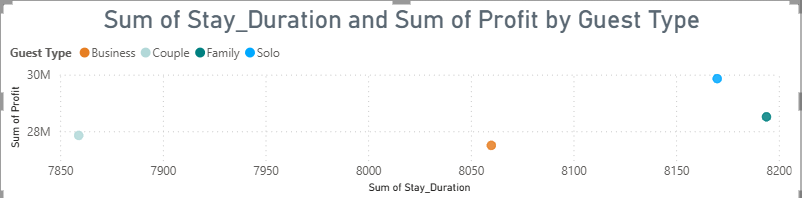 Sum of Stay_Duration and Sum of Profit by Guest Type
Guest Type Business Couple Family Solo
30M
Sum of Profit
28M
7850 7900 7950 8000 8050 8100 8150 8200
Sum of Stay_Duration